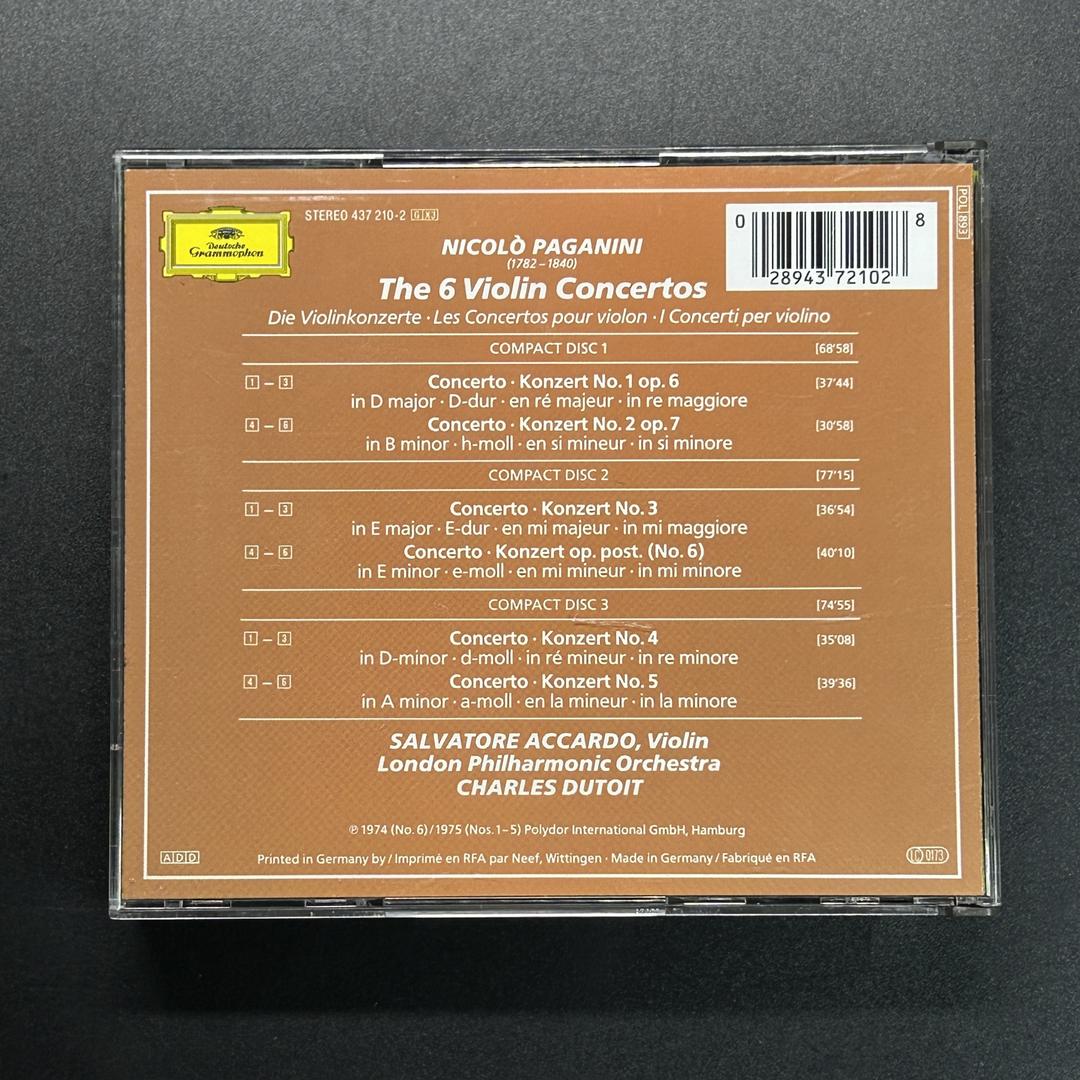 Deutsche
Grammophon
STEREO 437 210-2 GX3
POL 893
0 28943 72102 8
NICOLÒ PAGANINI
(1782–1840)
The 6 Violin Concertos
Die Violinkonzerte · Les Concertos pour violon · I Concerti per violino
COMPACT DISC 1 [68'58]
1 – 3 Concerto · Konzert No. 1 op. 6 [37'44]
in D major · D-dur · en ré majeur · in re maggiore
4 – 6 Concerto · Konzert No. 2 op. 7 [30'58]
in B minor · h-moll · en si mineur · in si minore
COMPACT DISC 2 [77'15]
1 – 3 Concerto · Konzert No. 3 [36'54]
in E major · E-dur · en mi majeur · in mi maggiore
4 – 6 Concerto · Konzert op. post. (No. 6) [40'10]
in E minor · e-moll · en mi mineur · in mi minore
COMPACT DISC 3 [74'55]
1 – 3 Concerto · Konzert No. 4 [35'08]
in D-minor · d-moll · in ré mineur · in re minore
4 – 6 Concerto · Konzert No. 5 [39'36]
in A minor · a-moll · en la mineur · in la minore
SALVATORE ACCARDO, Violin
London Philharmonic Orchestra
CHARLES DUTOIT
℗ 1974 (No. 6) / 1975 (Nos. 1–5) Polydor International GmbH, Hamburg
ADD
Printed in Germany by / Imprimé en RFA par Neef, Wittingen · Made in Germany / Fabriqué en RFA
LC 0173